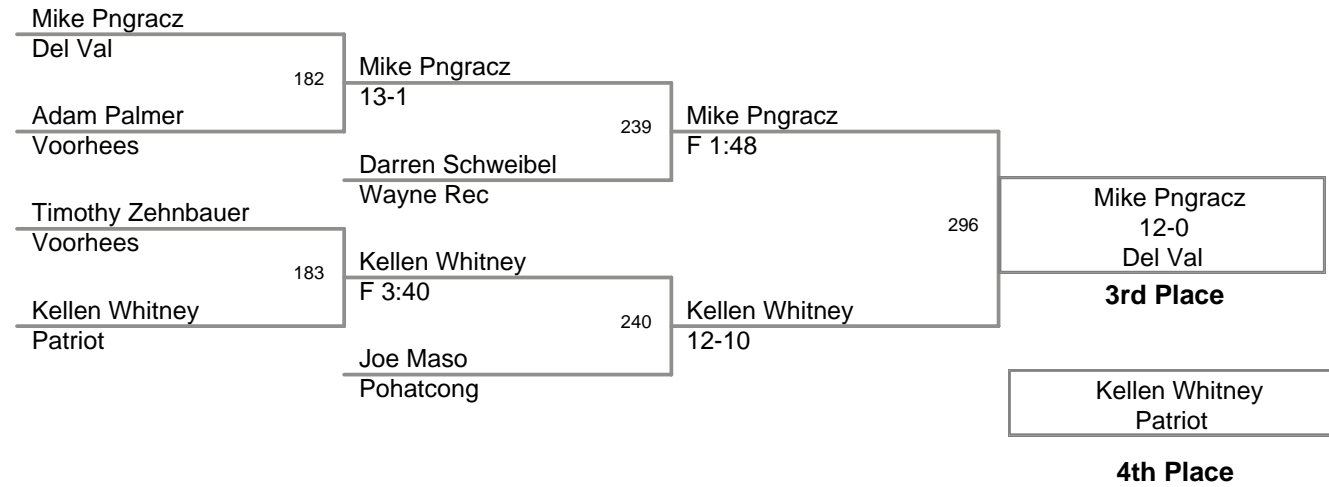 Mike Pngracz
Del Val
182
Adam Palmer
Voorhees
Timothy Zehnbauer
Voorhees
183
Kellen Whitney
Patriot
Mike Pngracz
13-1
239
Darren Schweibel
Wayne Rec
Kellen Whitney
F 3:40
240
Joe Maso
Pohatcong
Mike Pngracz
F 1:48
296
Kellen Whitney
12-10
Mike Pngracz
12-0
Del Val
3rd Place
Kellen Whitney
Patriot
4th Place